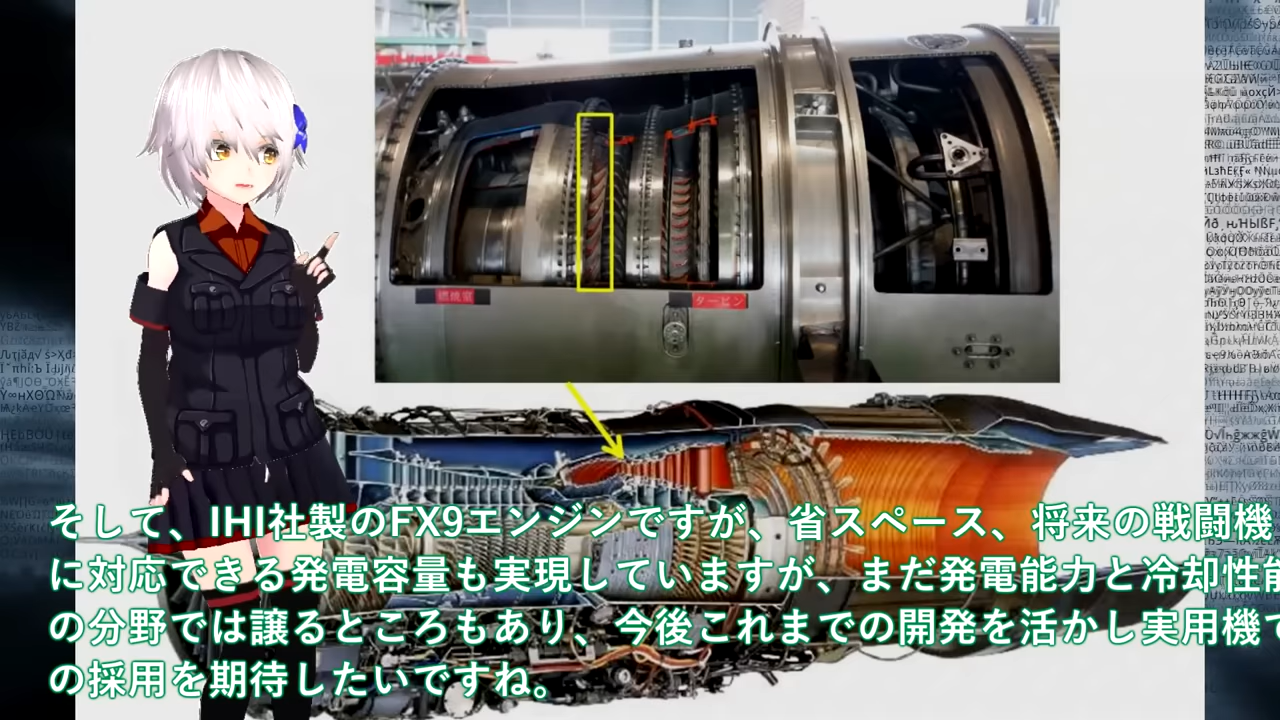 燃焼室
タービン
そして、IHI社製のFX9エンジンですが、省スペース、将来の戦闘機
に対応できる発電容量も実現していますが、まだ発電能力と冷却性能
の分野では譲るところもあり、今後これまでの開発を活かし実用機で
の採用を期待したいですね。